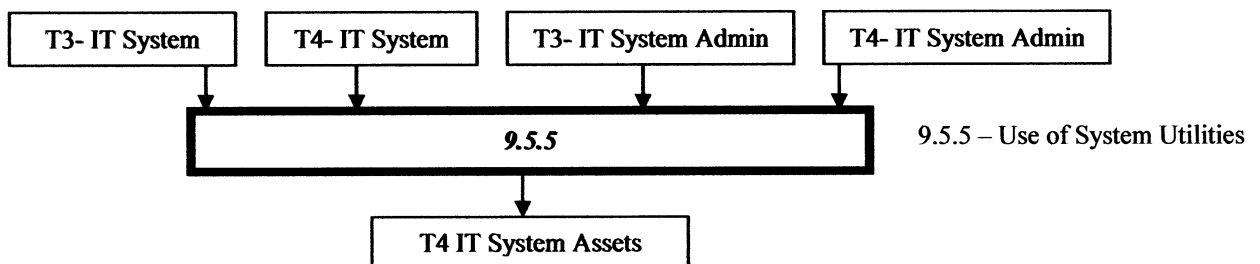 T3- IT System
T4- IT System
T3- IT System Admin
T4- IT System Admin
9.5.5
9.5.5 – Use of System Utilities
T4 IT System Assets